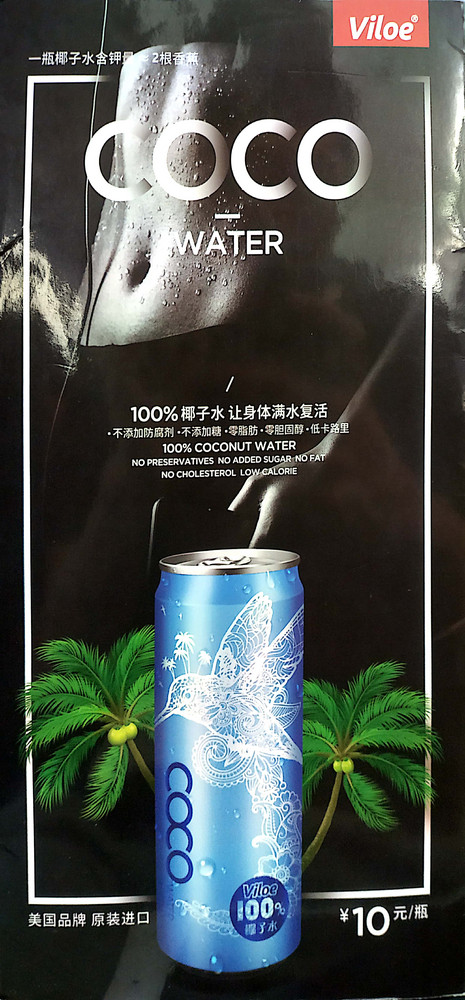 Viloe®
一瓶椰子水含钾量≈2根香蕉
COCO
WATER
100%椰子水 让身体满水复活
·不添加防腐剂 ·不添加糖 ·零脂肪 ·零胆固醇 ·低卡路里
100% COCONUT WATER
NO PRESERVATIVES NO ADDED SUGAR NO FAT
NO CHOLESTEROL LOW CALORIE
COCO
Viloe
100%
椰子水
美国品牌 原装进口
¥10元/瓶